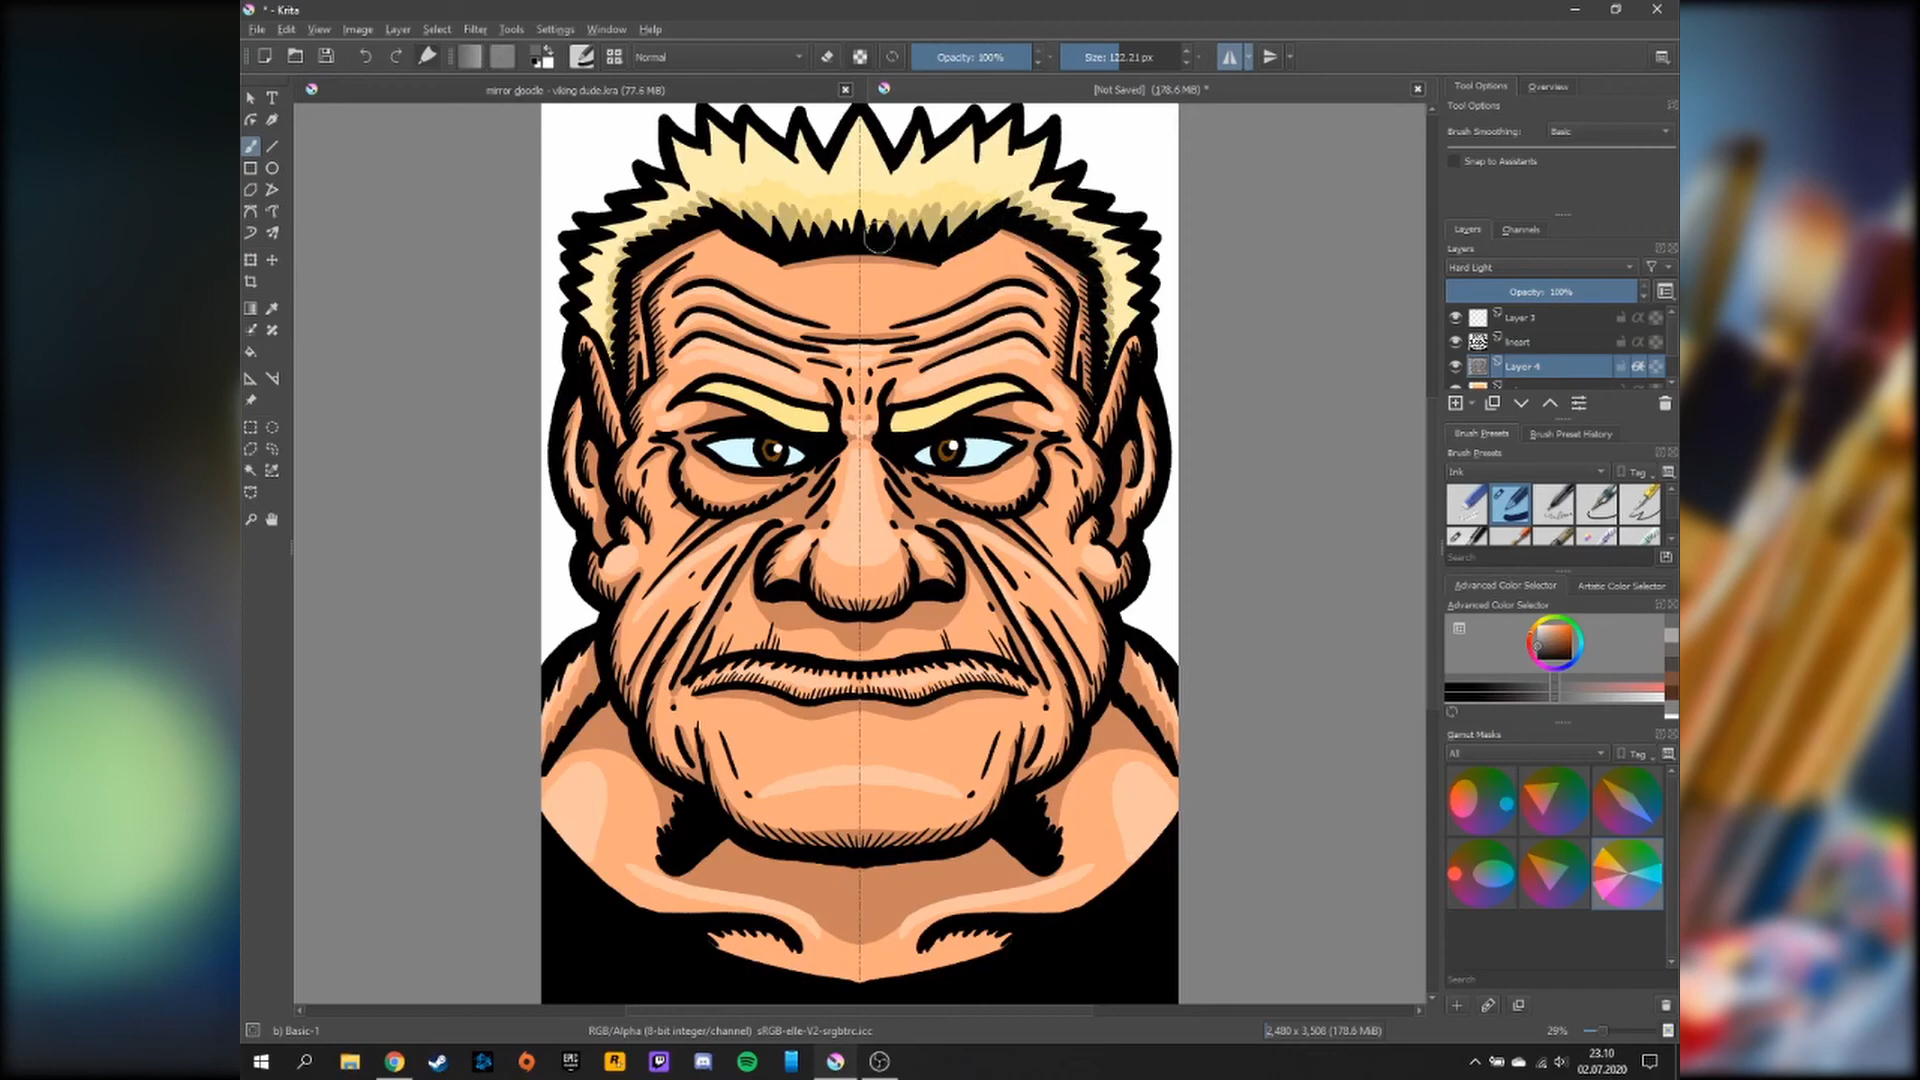 * - Krita
File Edit View Image Layer Select Filter Tools Settings Window Help
Normal Opacity: 100% Size: 122.21 px
mirror doodle - viking dude.kra (77.6 MiB) [Not Saved] (178.6 MiB) *
Tool Options Overview
Tool Options
Brush Smoothing: Basic
Snap to Assistants
Layers Channels
Layers
Hard Light
Opacity: 100%
Layer 3
lineart
Layer 4
Brush Presets Brush Preset History
Brush Presets
Ink Tag
Search
Advanced Color Selector Artistic Color Selector
Advanced Color Selector
Gamut Masks
All Tag
Search
b) Basic-1 RGB/Alpha (8-bit integer/channel) sRGB-elle-V2-srgbtrc.icc 2,480 x 3,508 (178.6 MiB) 29%
EPIC
R
23.10
02.07.2020